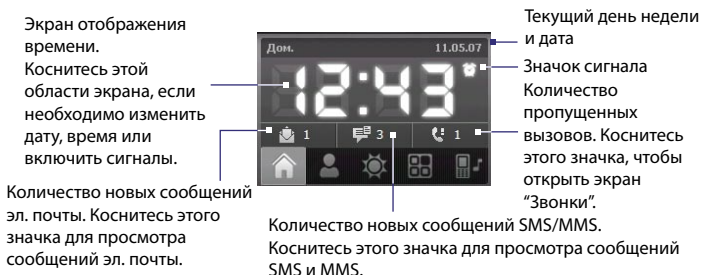 Экран отображения
времени.
Коснитесь этой
области экрана, если
необходимо изменить
дату, время или
включить сигналы.
Количество новых сообщений
эл. почты. Коснитесь этого
значка для просмотра
сообщений эл. почты.
Дом.
11.05.07
12:43
1
3
1
Текущий день недели
и дата
Значок сигнала
Количество
пропущенных
вызовов. Коснитесь
этого значка, чтобы
открыть экран
“Звонки”.
Количество новых сообщений SMS/MMS.
Коснитесь этого значка для просмотра сообщений
SMS и MMS.